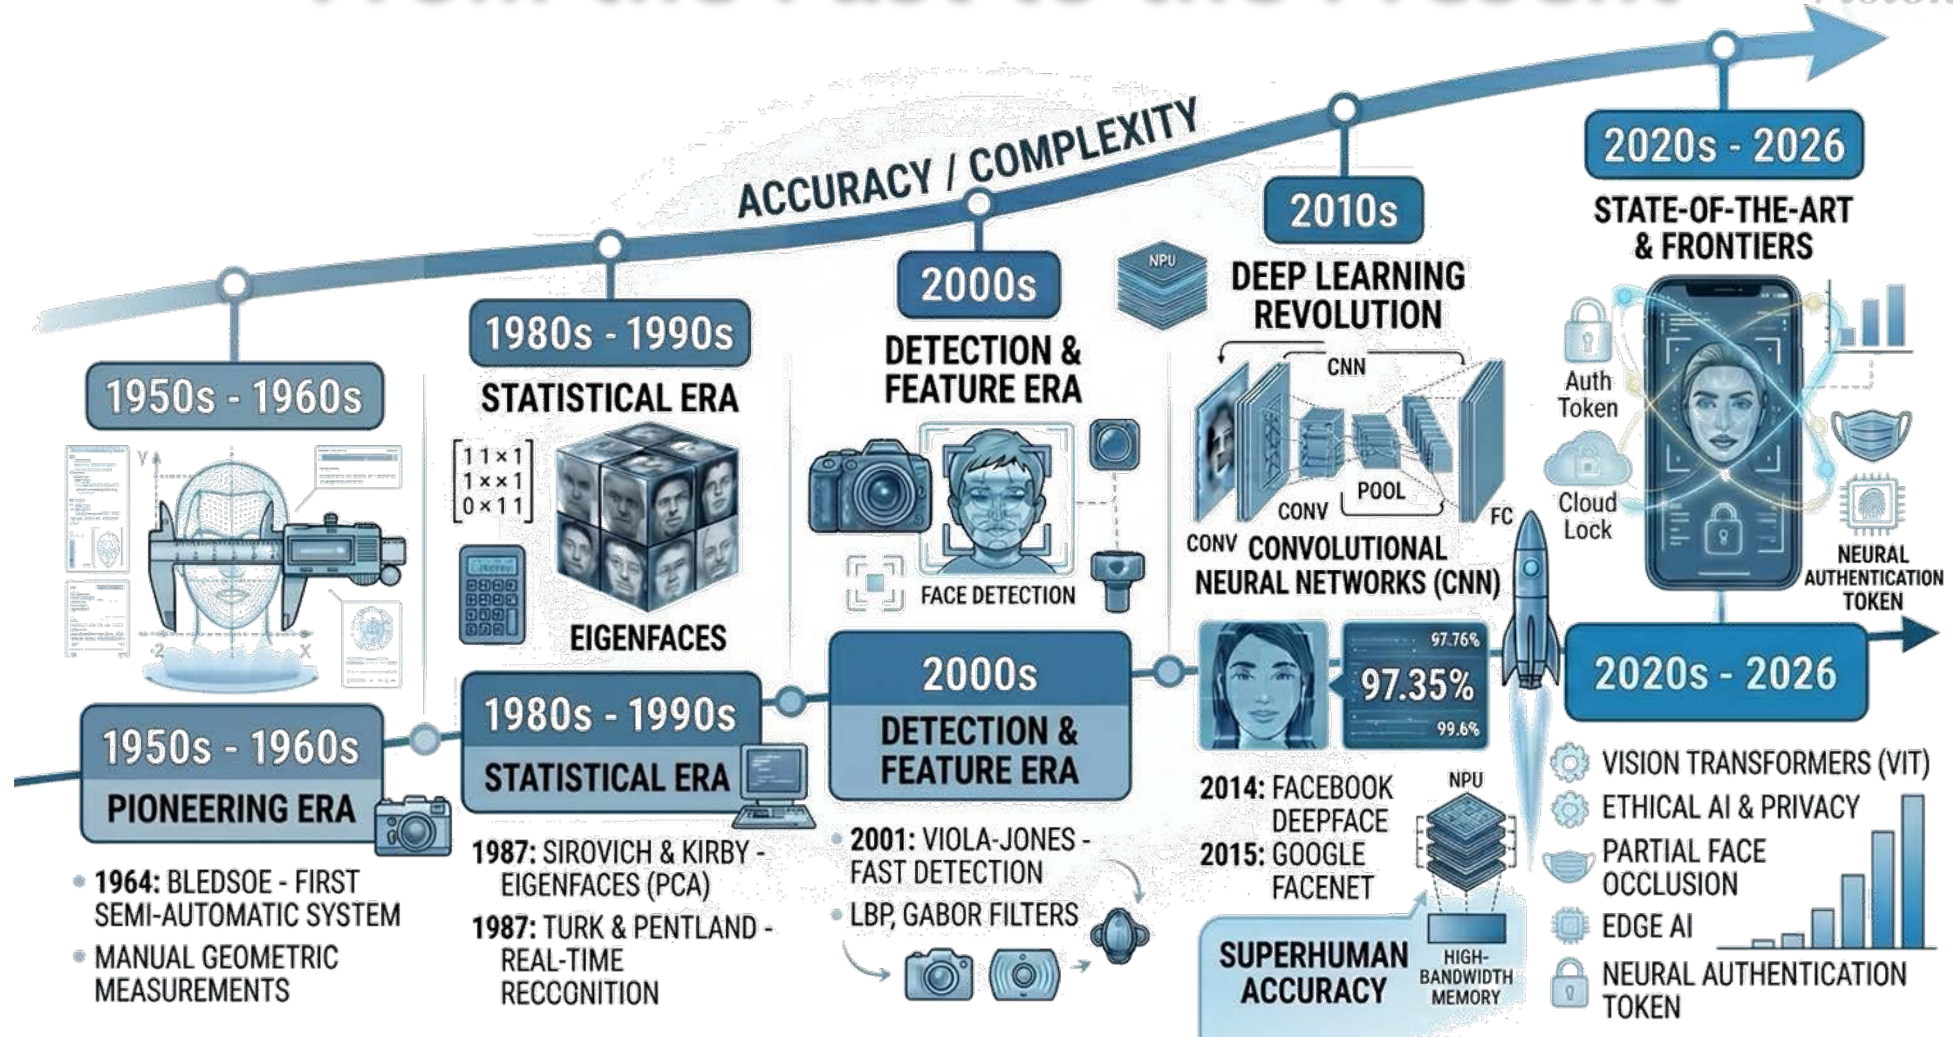 ACCURACY / COMPLEXITY
1950s - 1960s
1980s - 1990s
STATISTICAL ERA
1 1 × 1
1 × × 1
0 × 1 1
EIGENFACES
2000s
DETECTION &
FEATURE ERA
FACE DETECTION
2010s
NPU
DEEP LEARNING
REVOLUTION
CNN
CONV
POOL
FC
CONV
CONVOLUTIONAL
NEURAL NETWORKS (CNN)
2020s - 2026
STATE-OF-THE-ART
& FRONTIERS
Auth
Token
Cloud
Lock
NEURAL
AUTHENTICATION
TOKEN
Y
-2
X
1950s - 1960s
PIONEERING ERA
1964: BLEDSOE - FIRST
SEMI-AUTOMATIC SYSTEM
MANUAL GEOMETRIC
MEASUREMENTS
1980s - 1990s
STATISTICAL ERA
1987: SIROVICH & KIRBY -
EIGENFACES (PCA)
1987: TURK & PENTLAND -
REAL-TIME
RECCONITION
2000s
DETECTION &
FEATURE ERA
2001: VIOLA-JONES -
FAST DETECTION
LBP, GABOR FILTERS
97.76%
97.35%
99.6%
2014: FACEBOOK
DEEPFACE
2015: GOOGLE
FACENET
NPU
HIGH-
BANDWIDTH
MEMORY
SUPERHUMAN
ACCURACY
2020s - 2026
VISION TRANSFORMERS (VIT)
ETHICAL AI & PRIVACY
PARTIAL FACE
OCCLUSION
EDGE AI
NEURAL AUTHENTICATION
TOKEN